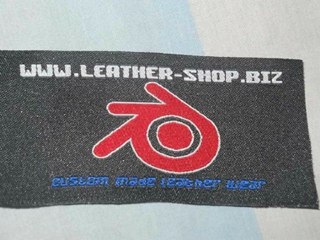 WWW.LEATHER-SHOP.BIZ
custom made leather wear